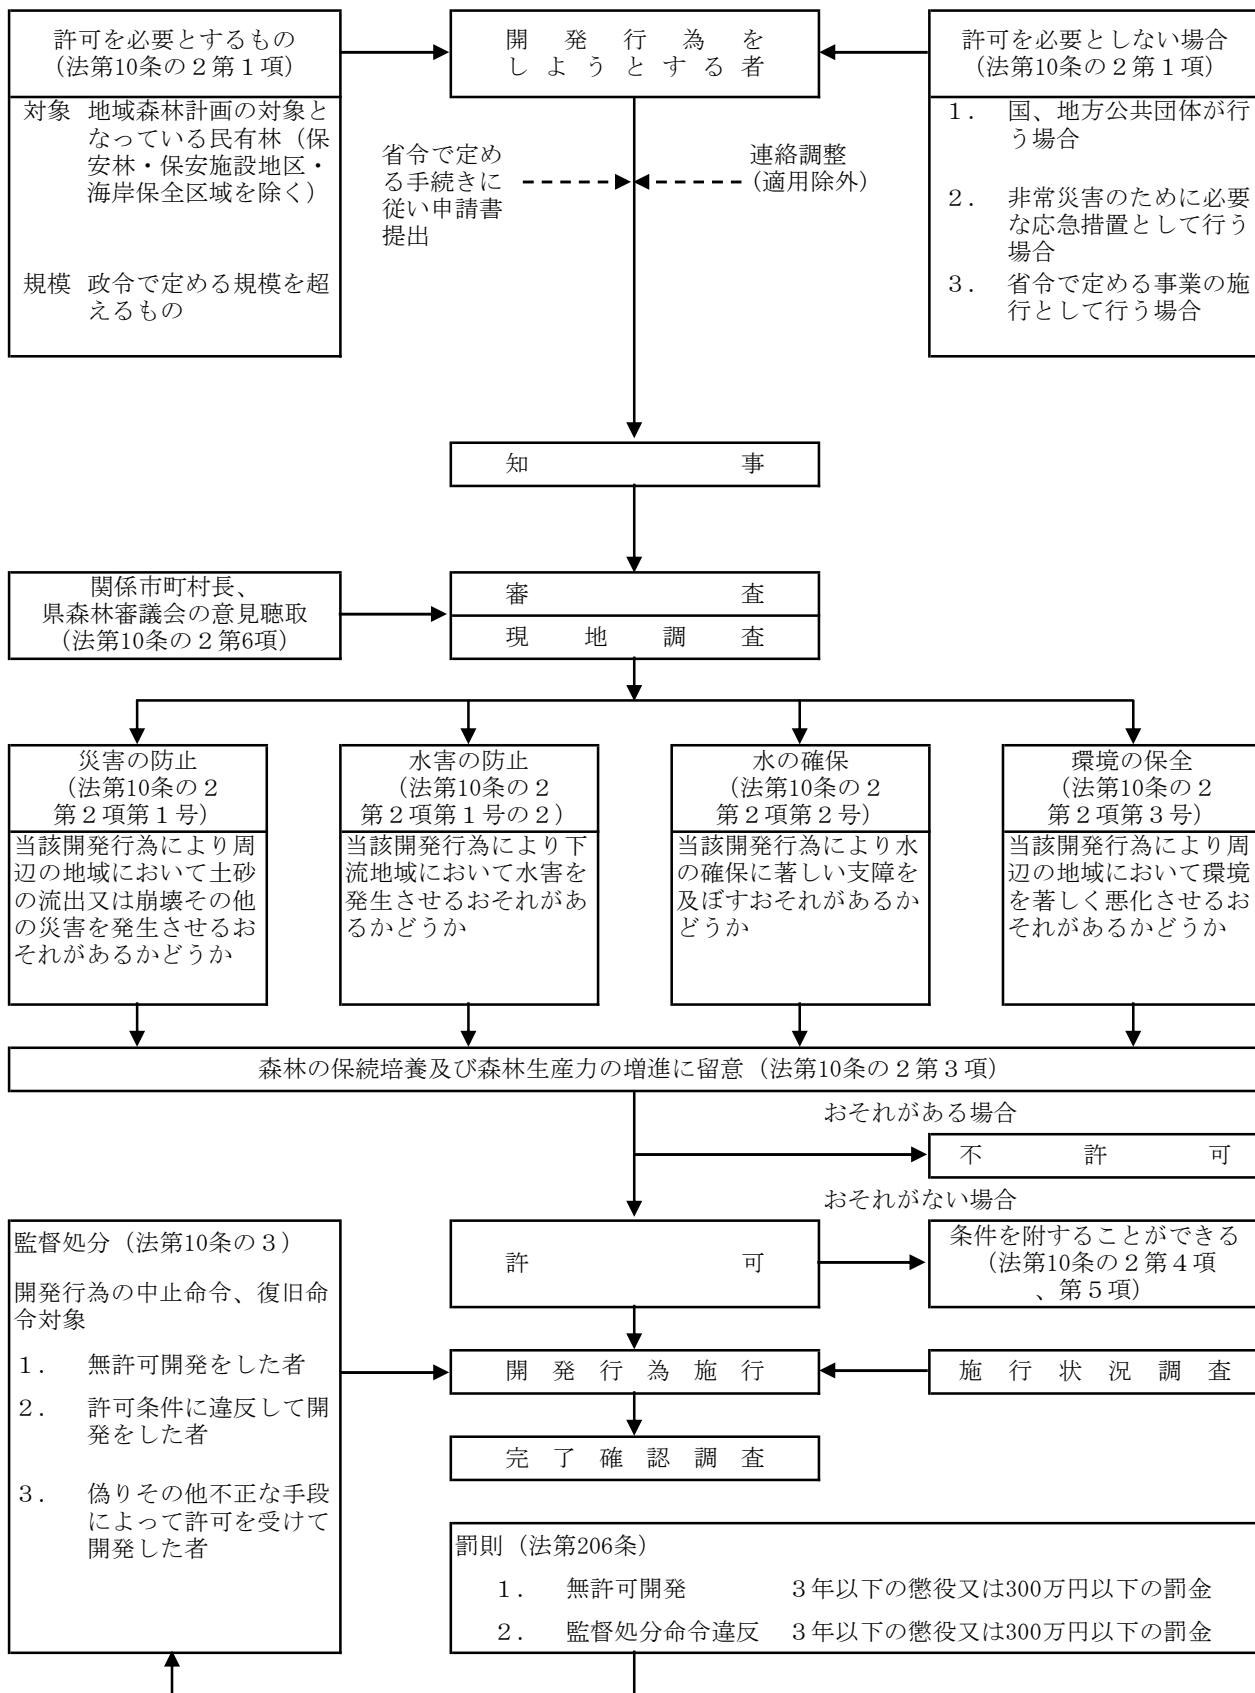 許可を必要とするもの
(法第10条の２第１項)
対象 地域森林計画の対象と
なっている民有林（保
安林・保安施設地区・
海岸保全区域を除く）
規模 政令で定める規模を超
えるもの
開発行為を
しようとする者
許可を必要としない場合
(法第10条の２第１項)
１． 国、地方公共団体が行
う場合
２． 非常災害のために必要
な応急措置として行う
場合
３． 省令で定める事業の施
行として行う場合
省令で定め
る手続きに
従い申請書
提出
連絡調整
(適用除外)
知事
関係市町村長、
県森林審議会の意見聴取
(法第10条の２第6項)
審査
現地調査
災害の防止
(法第10条の２
第２項第１号)
当該開発行為により周
辺の地域において土砂
の流出又は崩壊その他
の災害を発生させるお
それがあるかどうか
水害の防止
(法第10条の２
第２項第１号の２)
当該開発行為により下
流地域において水害を
発生させるおそれがあ
るかどうか
水の確保
(法第10条の２
第２項第２号)
当該開発行為により水
の確保に著しい支障を
及ぼすおそれがあるか
どうか
環境の保全
(法第10条の２
第２項第３号)
当該開発行為により周
辺の地域において環境
を著しく悪化させるお
それがあるかどうか
森林の保続培養及び森林生産力の増進に留意（法第10条の２第３項）
おそれがある場合
不許可
おそれがない場合
許可
条件を附することができる
(法第10条の２第４項
、第５項)
監督処分（法第10条の３）
開発行為の中止命令、復旧命
令対象
１． 無許可開発をした者
２． 許可条件に違反して開
発をした者
３． 偽りその他不正な手段
によって許可を受けて
開発した者
開発行為施行
施行状況調査
完了確認調査
罰則（法第206条）
１． 無許可開発 ３年以下の懲役又は300万円以下の罰金
２． 監督処分命令違反 ３年以下の懲役又は300万円以下の罰金